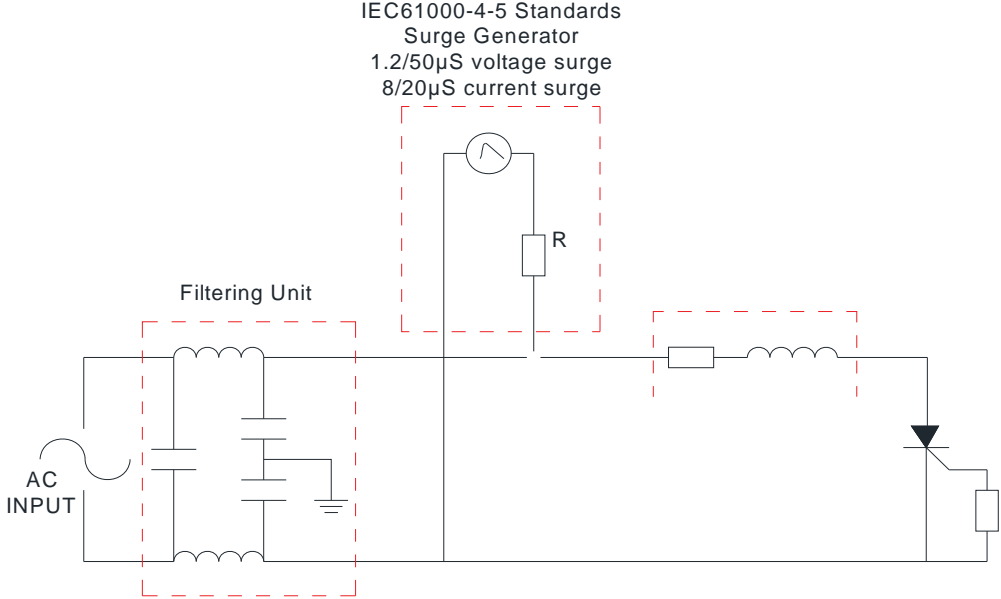 IEC61000-4-5 Standards
Surge Generator
1.2/50μS voltage surge
8/20μS current surge
R
Filtering Unit
AC
INPUT